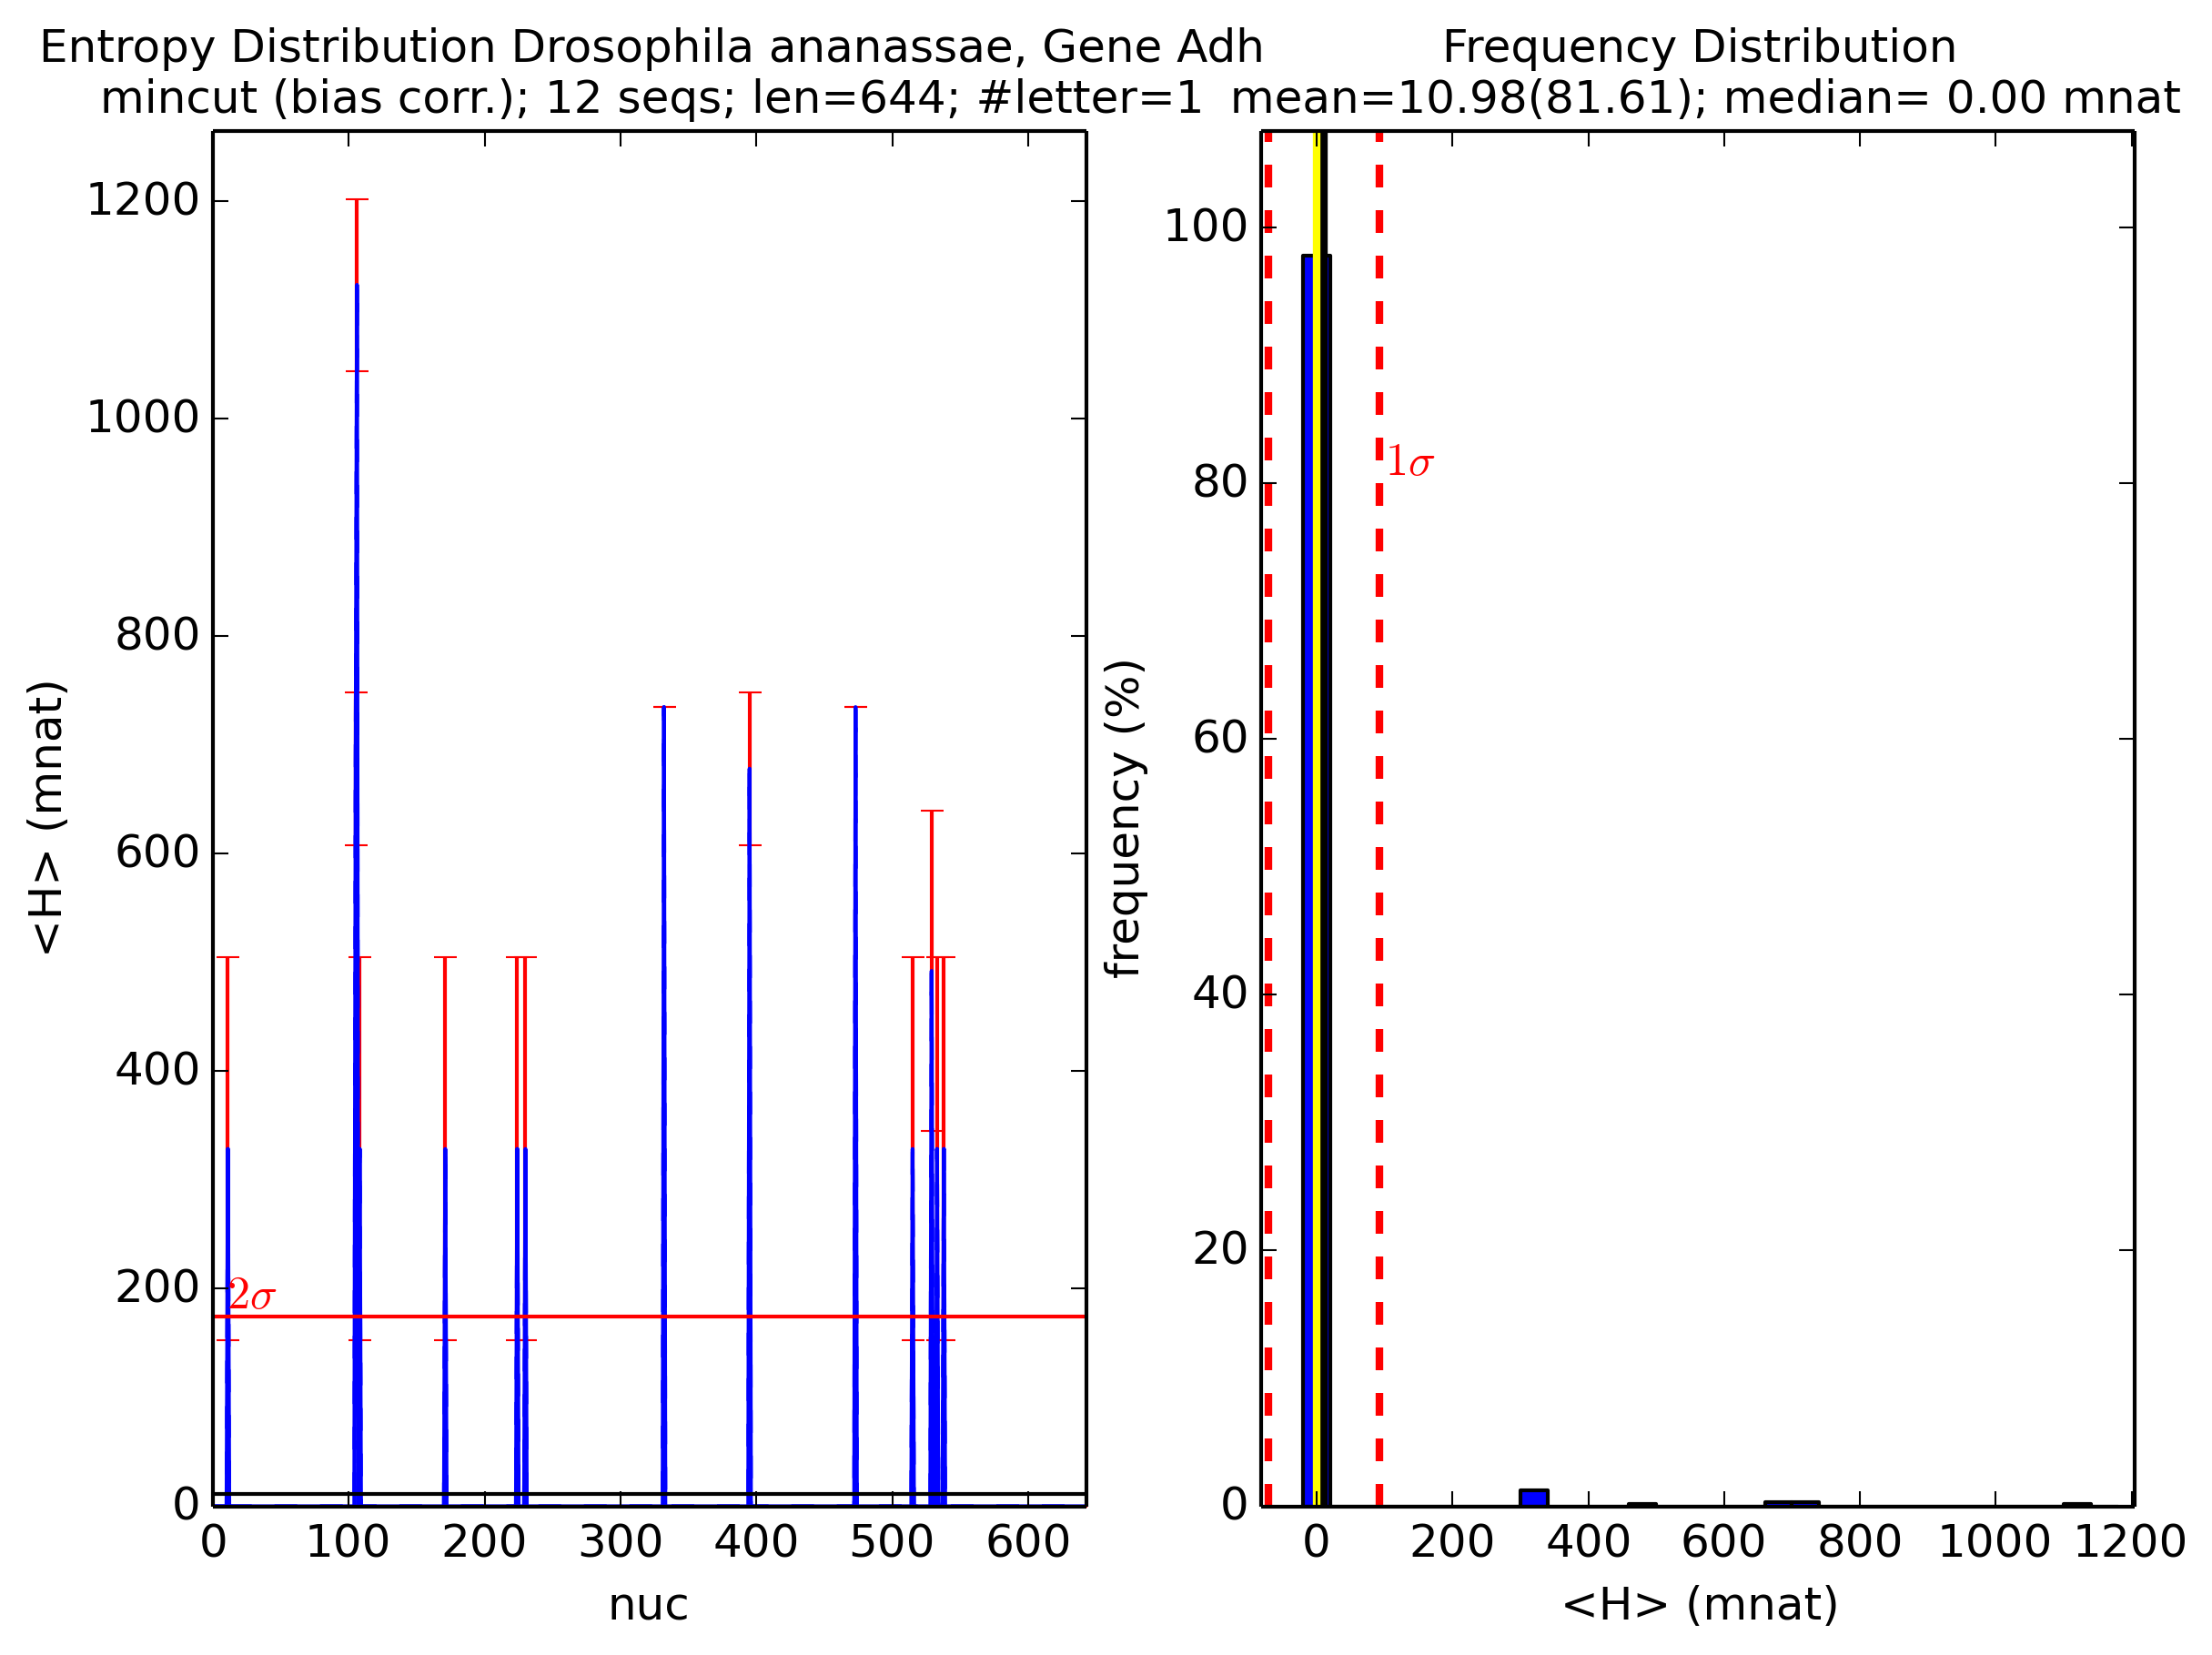 Entropy Distribution Drosophila ananassae, Gene Adh
mincut (bias corr.); 12 seqs; len=644; #letter=1
<H> (mnat)
1200
1000
800
600
400
200
0
2σ
0 100 200 300 400 500 600
nuc
Frequency Distribution
mean=10.98(81.61); median= 0.00 mnat
frequency (%)
100
80
60
40
20
0
1σ
0 200 400 600 800 1000 1200
<H> (mnat)